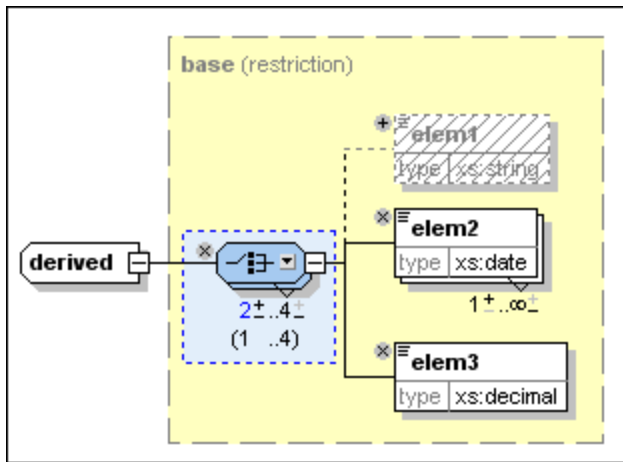 base (restriction)
elem1
type xs:string
elem2
type xs:date
1 ± ..∞ ±
derived
2 ± ..4 ±
(1 ..4)
elem3
type xs:decimal